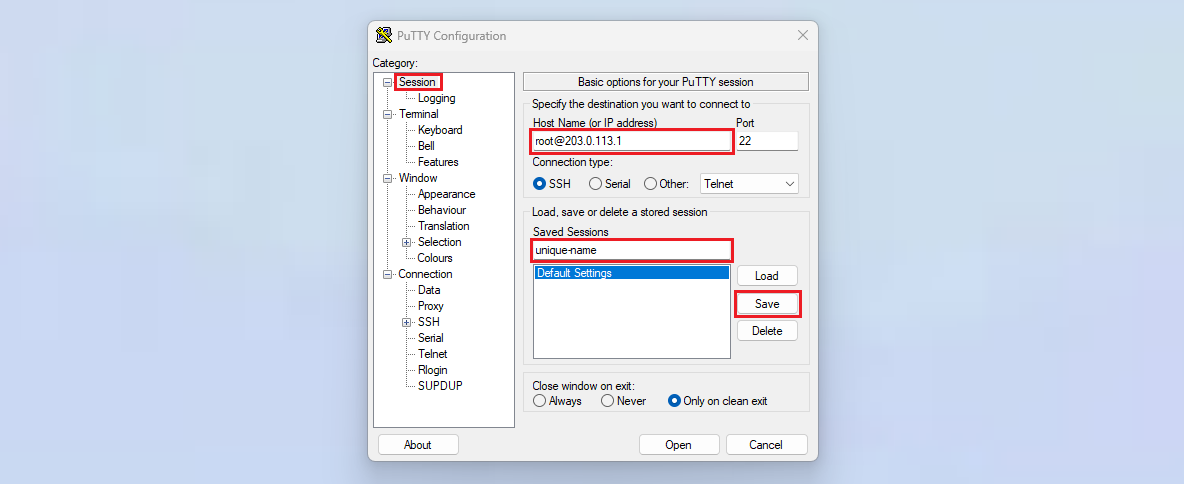 PuTTY Configuration
Category:
Session
Logging
Terminal
Keyboard
Bell
Features
Window
Appearance
Behaviour
Translation
Selection
Colours
Connection
Data
Proxy
SSH
Serial
Telnet
Rlogin
SUPDUP
Basic options for your PuTTY session
Specify the destination you want to connect to
Host Name (or IP address) Port
root@203.0.113.1 22
Connection type:
SSH Serial Other: Telnet
Load, save or delete a stored session
Saved Sessions
unique-name
Default Settings
Load
Save
Delete
Close window on exit:
Always Never Only on clean exit
About Open Cancel